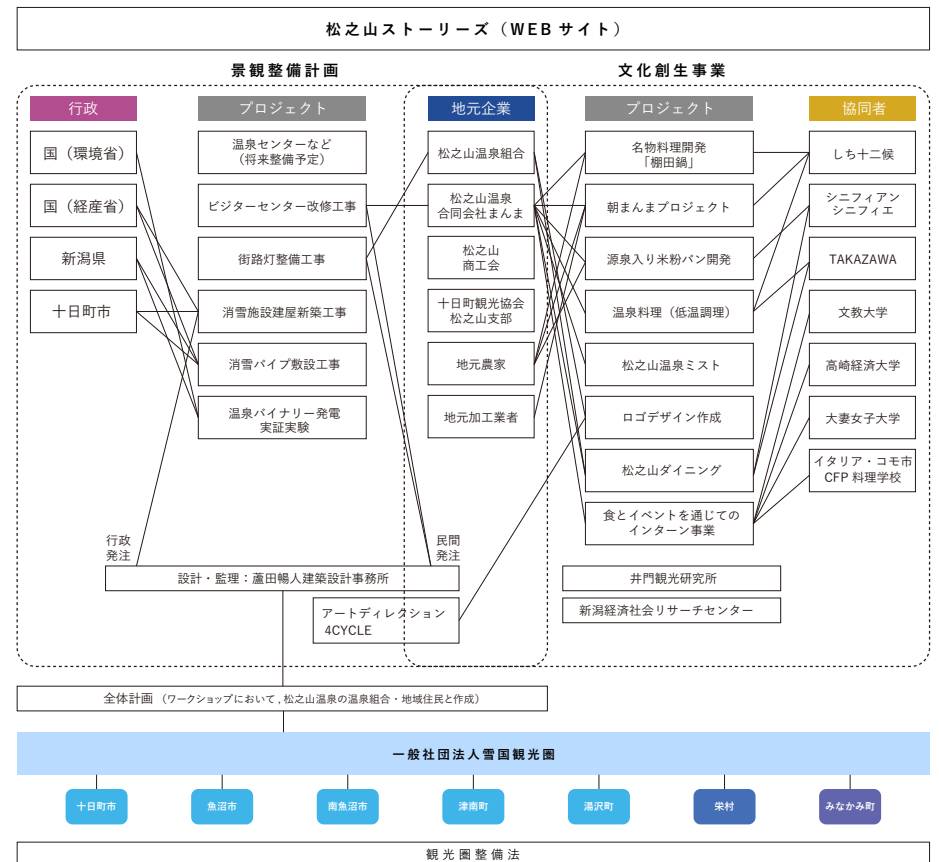 松之山ストーリーズ（WEB サイト）
景観整備計画
文化創生事業
行政
国（環境省）
国（経産省）
新潟県
十日町市
プロジェクト
温泉センターなど
（将来整備予定）
ビジターセンター改修工事
街路灯整備工事
消雪施設建屋新築工事
消雪パイプ敷設工事
温泉バイナリー発電
実証実験
地元企業
松之山温泉組合
松之山温泉
合同会社まんま
松之山
商工会
十日町観光協会
松之山支部
地元農家
地元加工業者
プロジェクト
名物料理開発
「棚田鍋」
朝まんまプロジェクト
源泉入り米粉パン開発
温泉料理（低温調理）
松之山温泉ミスト
ロゴデザイン作成
松之山ダイニング
食とイベントを通じての
インターン事業
協同者
しち十二候
シニフィアン
シニフィエ
TAKAZAWA
文教大学
高崎経済大学
大妻女子大学
イタリア・コモ市
CFP 料理学校
行政
発注
民間
発注
設計・監理：蘆田暢人建築設計事務所
アートディレクション
4CYCLE
井門観光研究所
新潟経済社会リサーチセンター
全体計画（ワークショップにおいて，松之山温泉の温泉組合・地域住民と作成）
一般社団法人雪国観光圏
十日町市
魚沼市
南魚沼市
津南町
湯沢町
栄村
みなかみ町
観光圏整備法